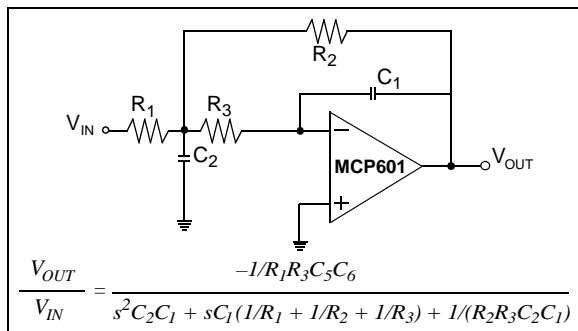 R2
C1
R1
R3
VIN
C2
−
MCP601
+
VOUT
VOUT
VIN
=
–1/R1R3C5C6
s²C2C1 + sC1(1/R1 + 1/R2 + 1/R3) + 1/(R2R3C2C1)